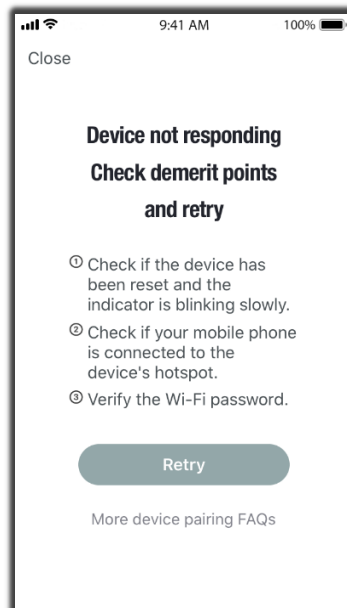 9:41 AM 100%
Close
Device not responding
Check demerit points
and retry
① Check if the device has
been reset and the
indicator is blinking slowly.
② Check if your mobile phone
is connected to the
device's hotspot.
③ Verify the Wi-Fi password.
Retry
More device pairing FAQs